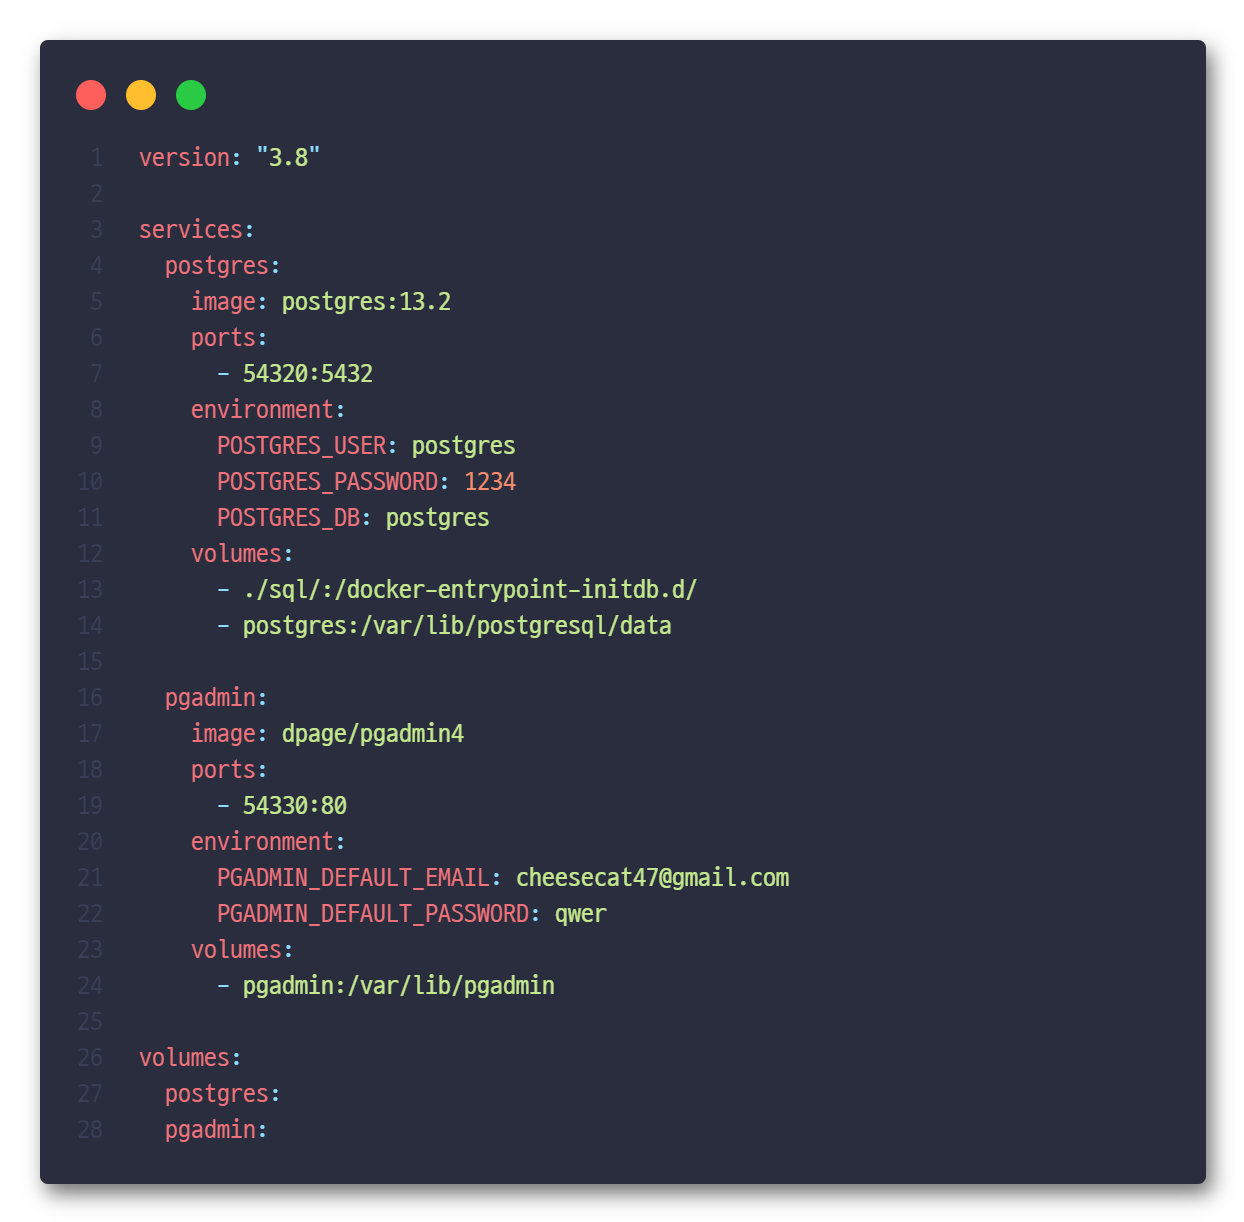 1 version: "3.8"
2
3 services:
4   postgres:
5     image: postgres:13.2
6     ports:
7       - 54320:5432
8     environment:
9       POSTGRES_USER: postgres
10       POSTGRES_PASSWORD: 1234
11       POSTGRES_DB: postgres
12     volumes:
13       - ./sql/:/docker-entrypoint-initdb.d/
14       - postgres:/var/lib/postgresql/data
15
16   pgadmin:
17     image: dpage/pgadmin4
18     ports:
19       - 54330:80
20     environment:
21       PGADMIN_DEFAULT_EMAIL: cheesecat47@gmail.com
22       PGADMIN_DEFAULT_PASSWORD: qwer
23     volumes:
24       - pgadmin:/var/lib/pgadmin
25
26 volumes:
27   postgres:
28   pgadmin: